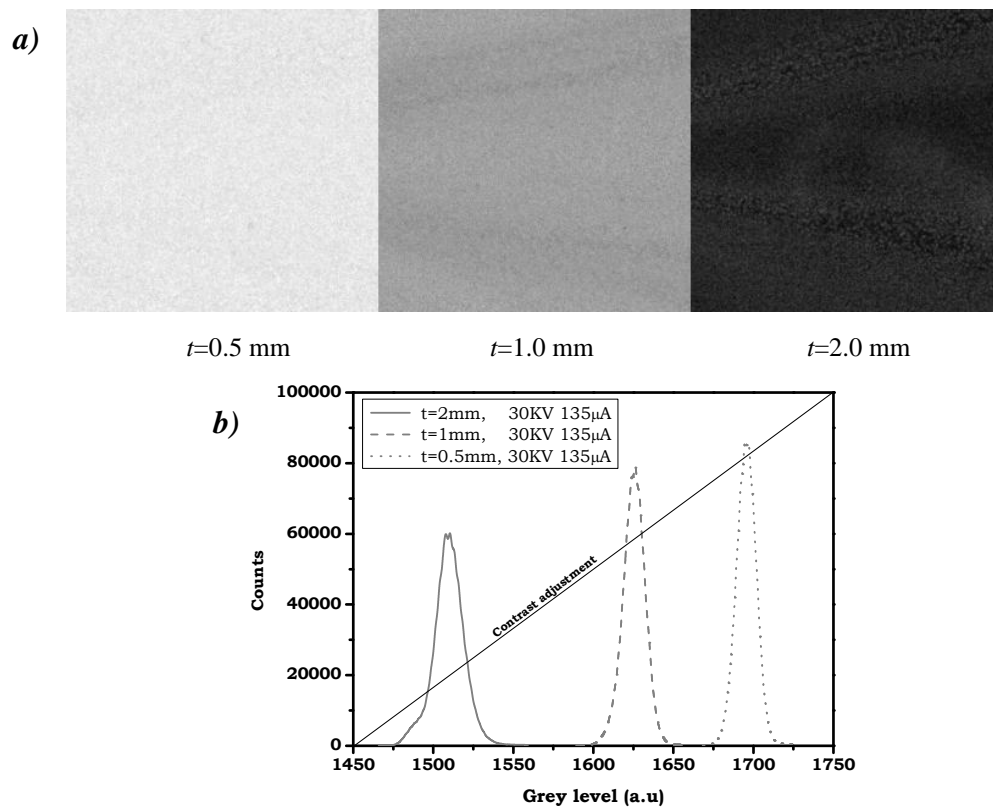 a)
t=0.5 mm
t=1.0 mm
t=2.0 mm
b)
t=2mm, 30KV 135μA
t=1mm, 30KV 135μA
t=0.5mm, 30KV 135μA
100000
80000
60000
40000
20000
0
Counts
Contrast adjustment
1450 1500 1550 1600 1650 1700 1750
Grey level (a.u)